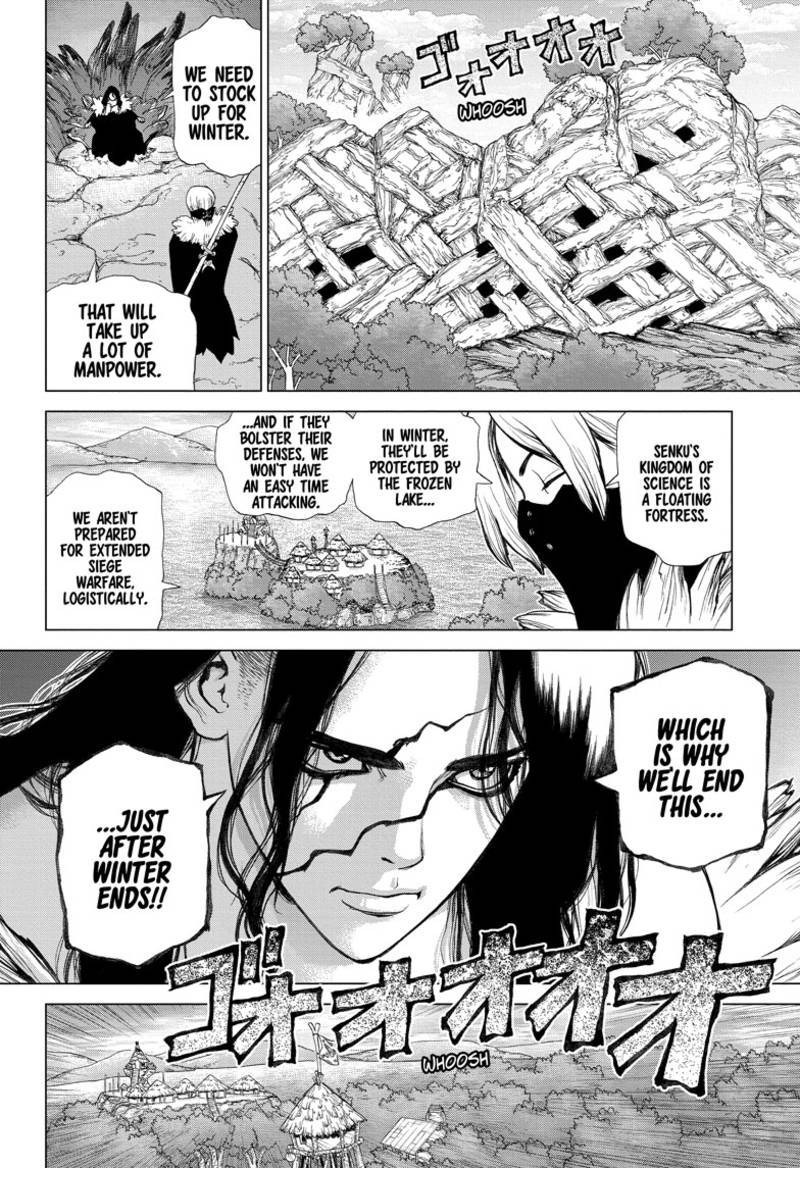 WE NEED
TO STOCK
UP FOR
WINTER.
THAT WILL
TAKE UP
A LOT OF
MANPOWER.
ゴォオオオ
WHOOSH
SENKU'S
KINGDOM OF
SCIENCE IS
A FLOATING
FORTRESS.
IN WINTER,
THEY'LL BE
PROTECTED BY
THE FROZEN
LAKE...
...AND IF THEY
BOLSTER THEIR
DEFENSES, WE
WON'T HAVE
AN EASY TIME
ATTACKING.
WE AREN'T
PREPARED
FOR EXTENDED
SIEGE
WARFARE,
LOGISTICALLY.
WHICH
IS WHY
WE'LL END
THIS...
...JUST
AFTER
WINTER
ENDS!!
ゴオォオオオオ
WHOOSH